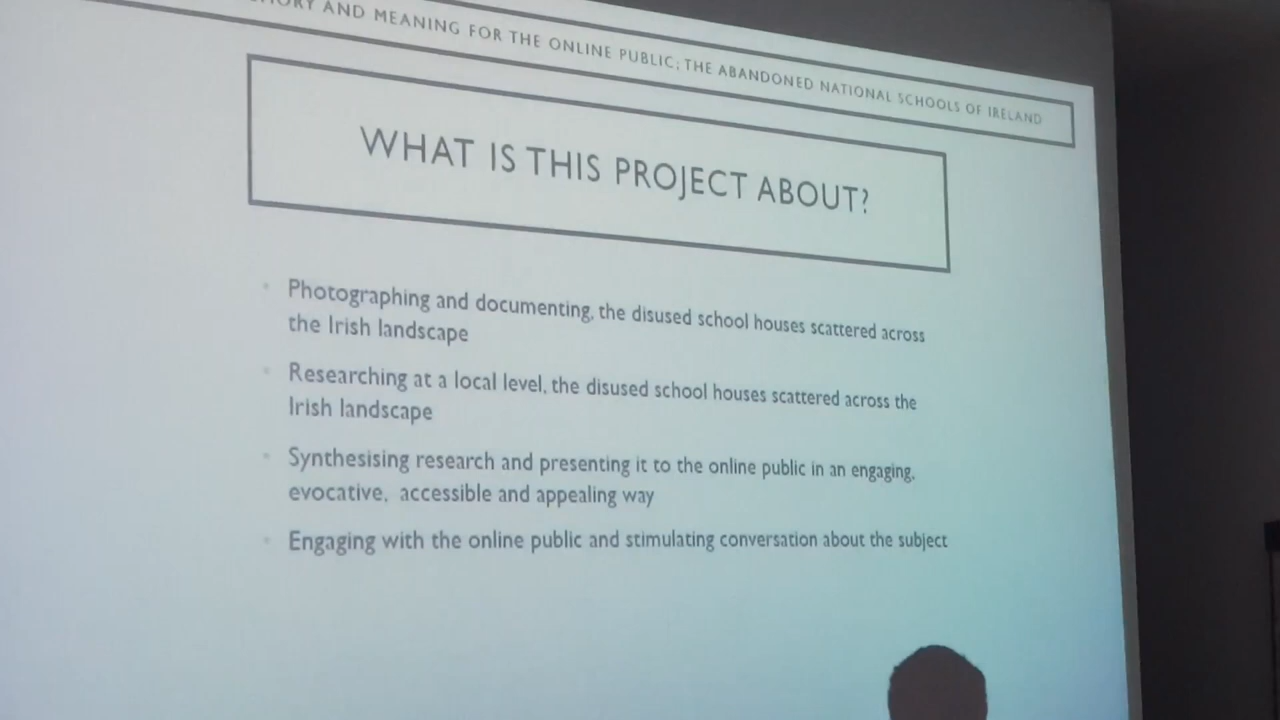 AND MEANING FOR THE ONLINE PUBLIC; THE ABANDONED NATIONAL SCHOOLS OF IRELAND
WHAT IS THIS PROJECT ABOUT?
Photographing and documenting, the disused school houses scattered across
the Irish landscape
Researching at a local level, the disused school houses scattered across the
Irish landscape
Synthesising research and presenting it to the online public in an engaging,
evocative, accessible and appealing way
Engaging with the online public and stimulating conversation about the subject